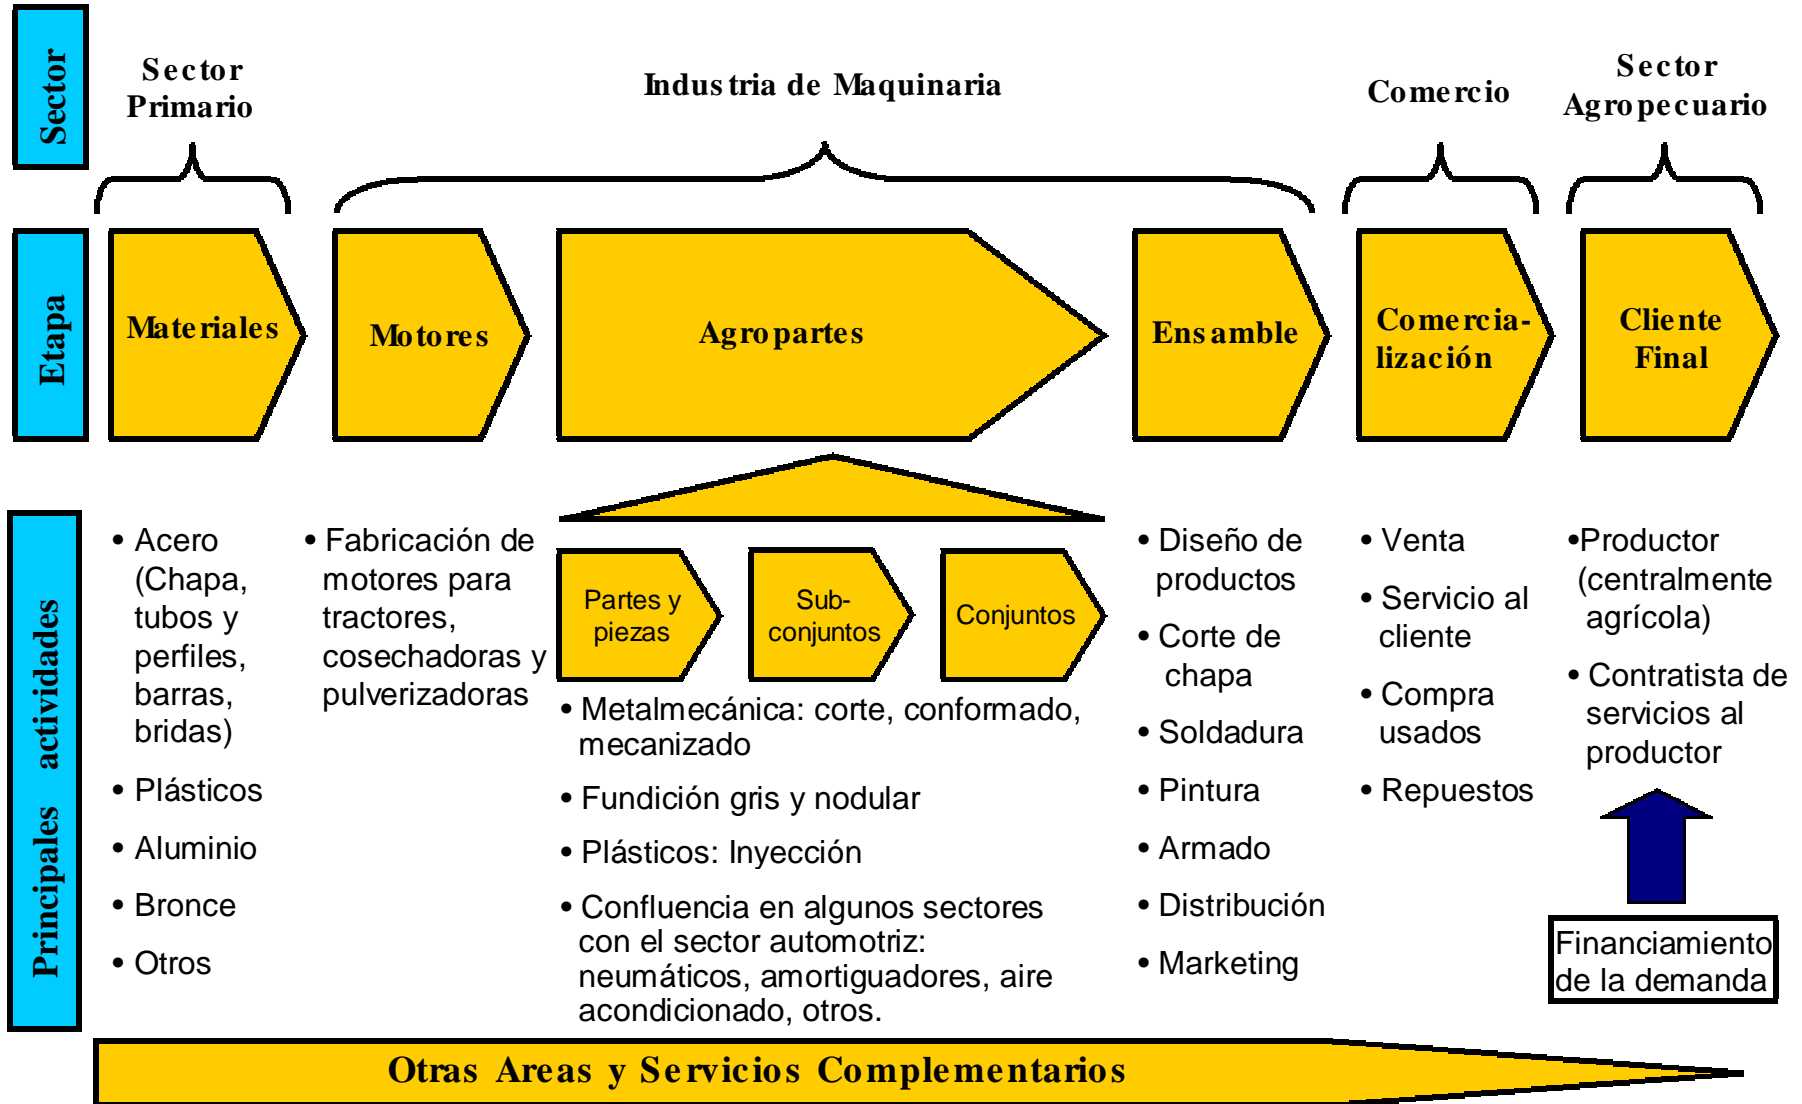 Sector
Sector
Primario
Industria de Maquinaria
Comercio
Sector
Agropecuario
Etapa
Materiales
Motores
Agropartes
Ensamble
Comercia-
lización
Cliente
Final
Principales actividades
• Acero
(Chapa,
tubos y
perfiles,
barras,
bridas)
• Plásticos
• Aluminio
• Bronce
• Otros
• Fabricación de
motores para
tractores,
cosechadoras y
pulverizadoras
Partes y
piezas
Sub-
conjuntos
Conjuntos
• Metalmecánica: corte, conformado,
mecanizado
• Fundición gris y nodular
• Plásticos: Inyección
• Confluencia en algunos sectores
con el sector automotriz:
neumáticos, amortiguadores, aire
acondicionado, otros.
• Diseño de
productos
• Corte de
chapa
• Soldadura
• Pintura
• Armado
• Distribución
• Marketing
• Venta
• Servicio al
cliente
• Compra
usados
• Repuestos
•Productor
(centralmente
agrícola)
• Contratista de
servicios al
productor
Financiamiento
de la demanda
Otras Areas y Servicios Complementarios